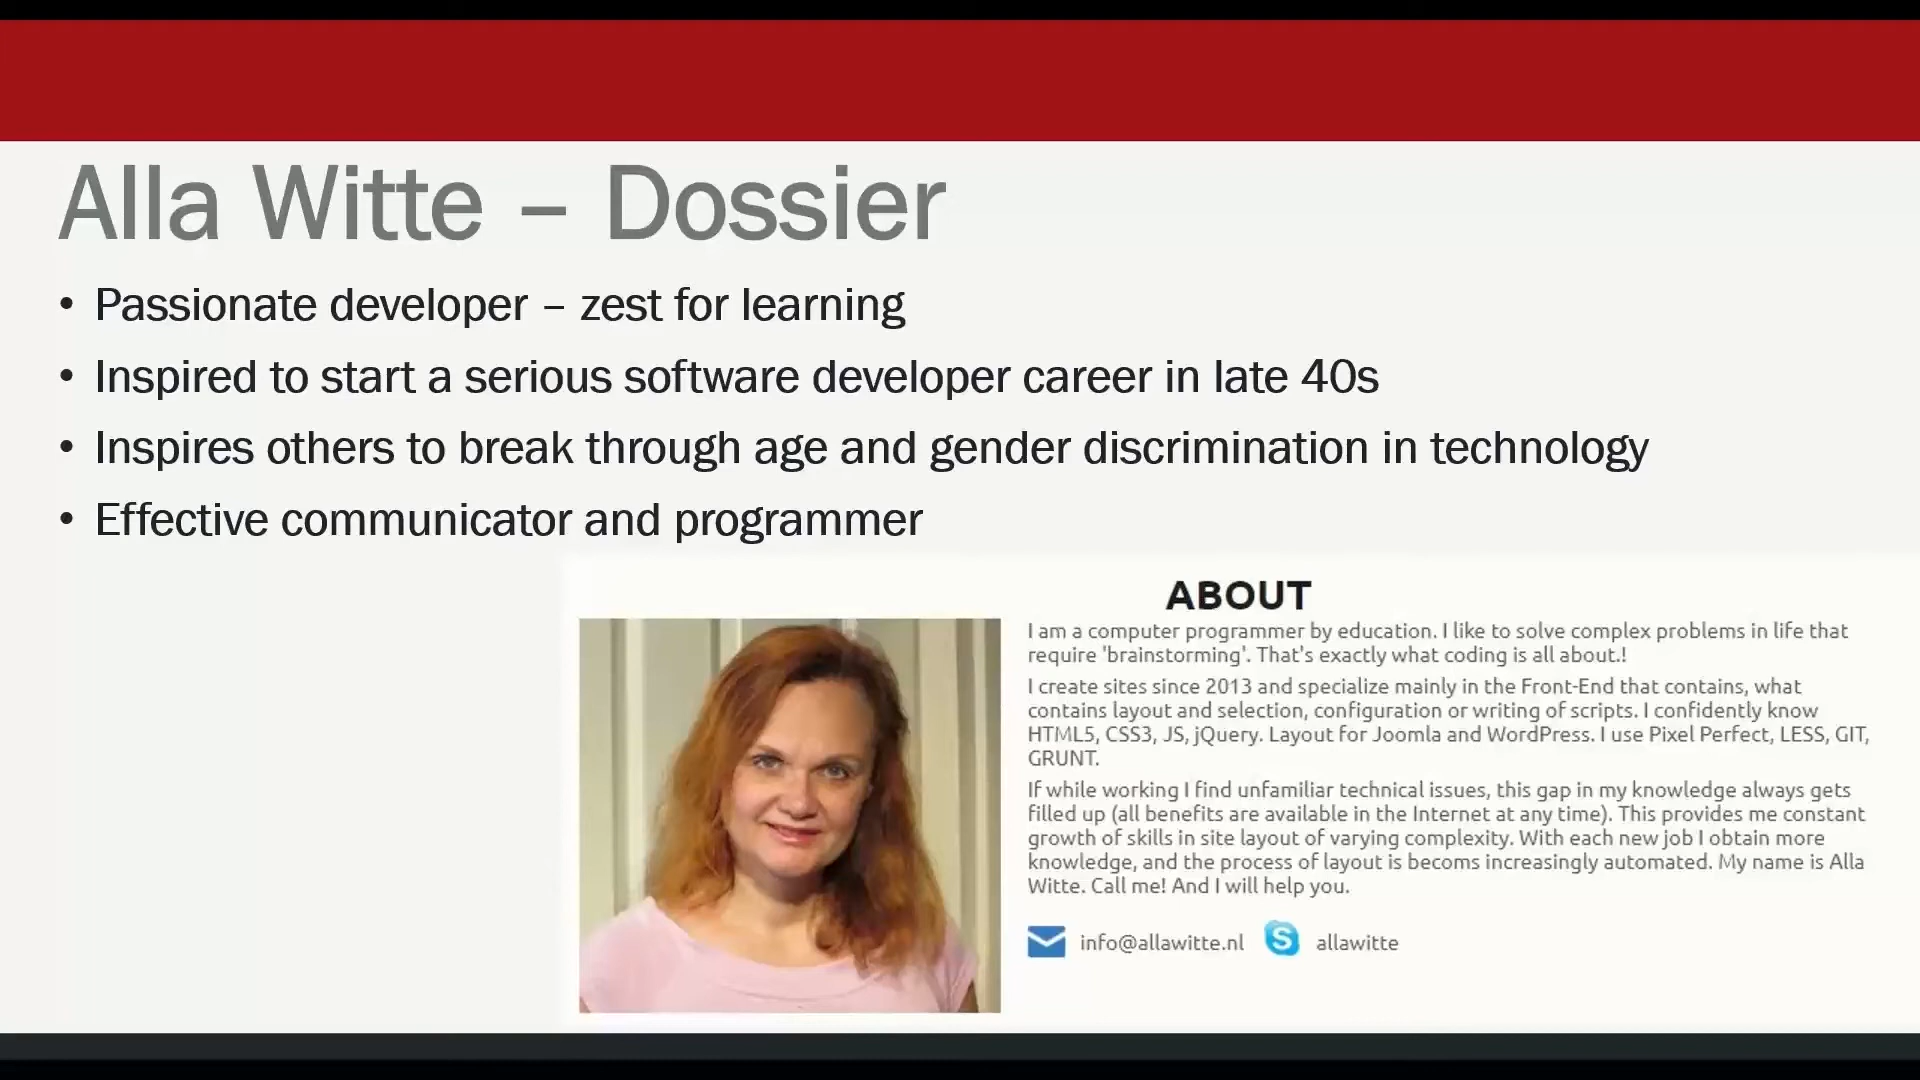 Alla Witte – Dossier
• Passionate developer – zest for learning
• Inspired to start a serious software developer career in late 40s
• Inspires others to break through age and gender discrimination in technology
• Effective communicator and programmer
ABOUT
I am a computer programmer by education. I like to solve complex problems in life that
require 'brainstorming'. That's exactly what coding is all about.!
I create sites since 2013 and specialize mainly in the Front-End that contains, what
contains layout and selection, configuration or writing of scripts. I confidently know
HTML5, CSS3, JS, jQuery. Layout for Joomla and WordPress. I use Pixel Perfect, LESS, GIT,
GRUNT.
If while working I find unfamiliar technical issues, this gap in my knowledge always gets
filled up (all benefits are available in the Internet at any time). This provides me constant
growth of skills in site layout of varying complexity. With each new job I obtain more
knowledge, and the process of layout is becoms increasingly automated. My name is Alla
Witte. Call me! And I will help you.
info@allawitte.nl S allawitte